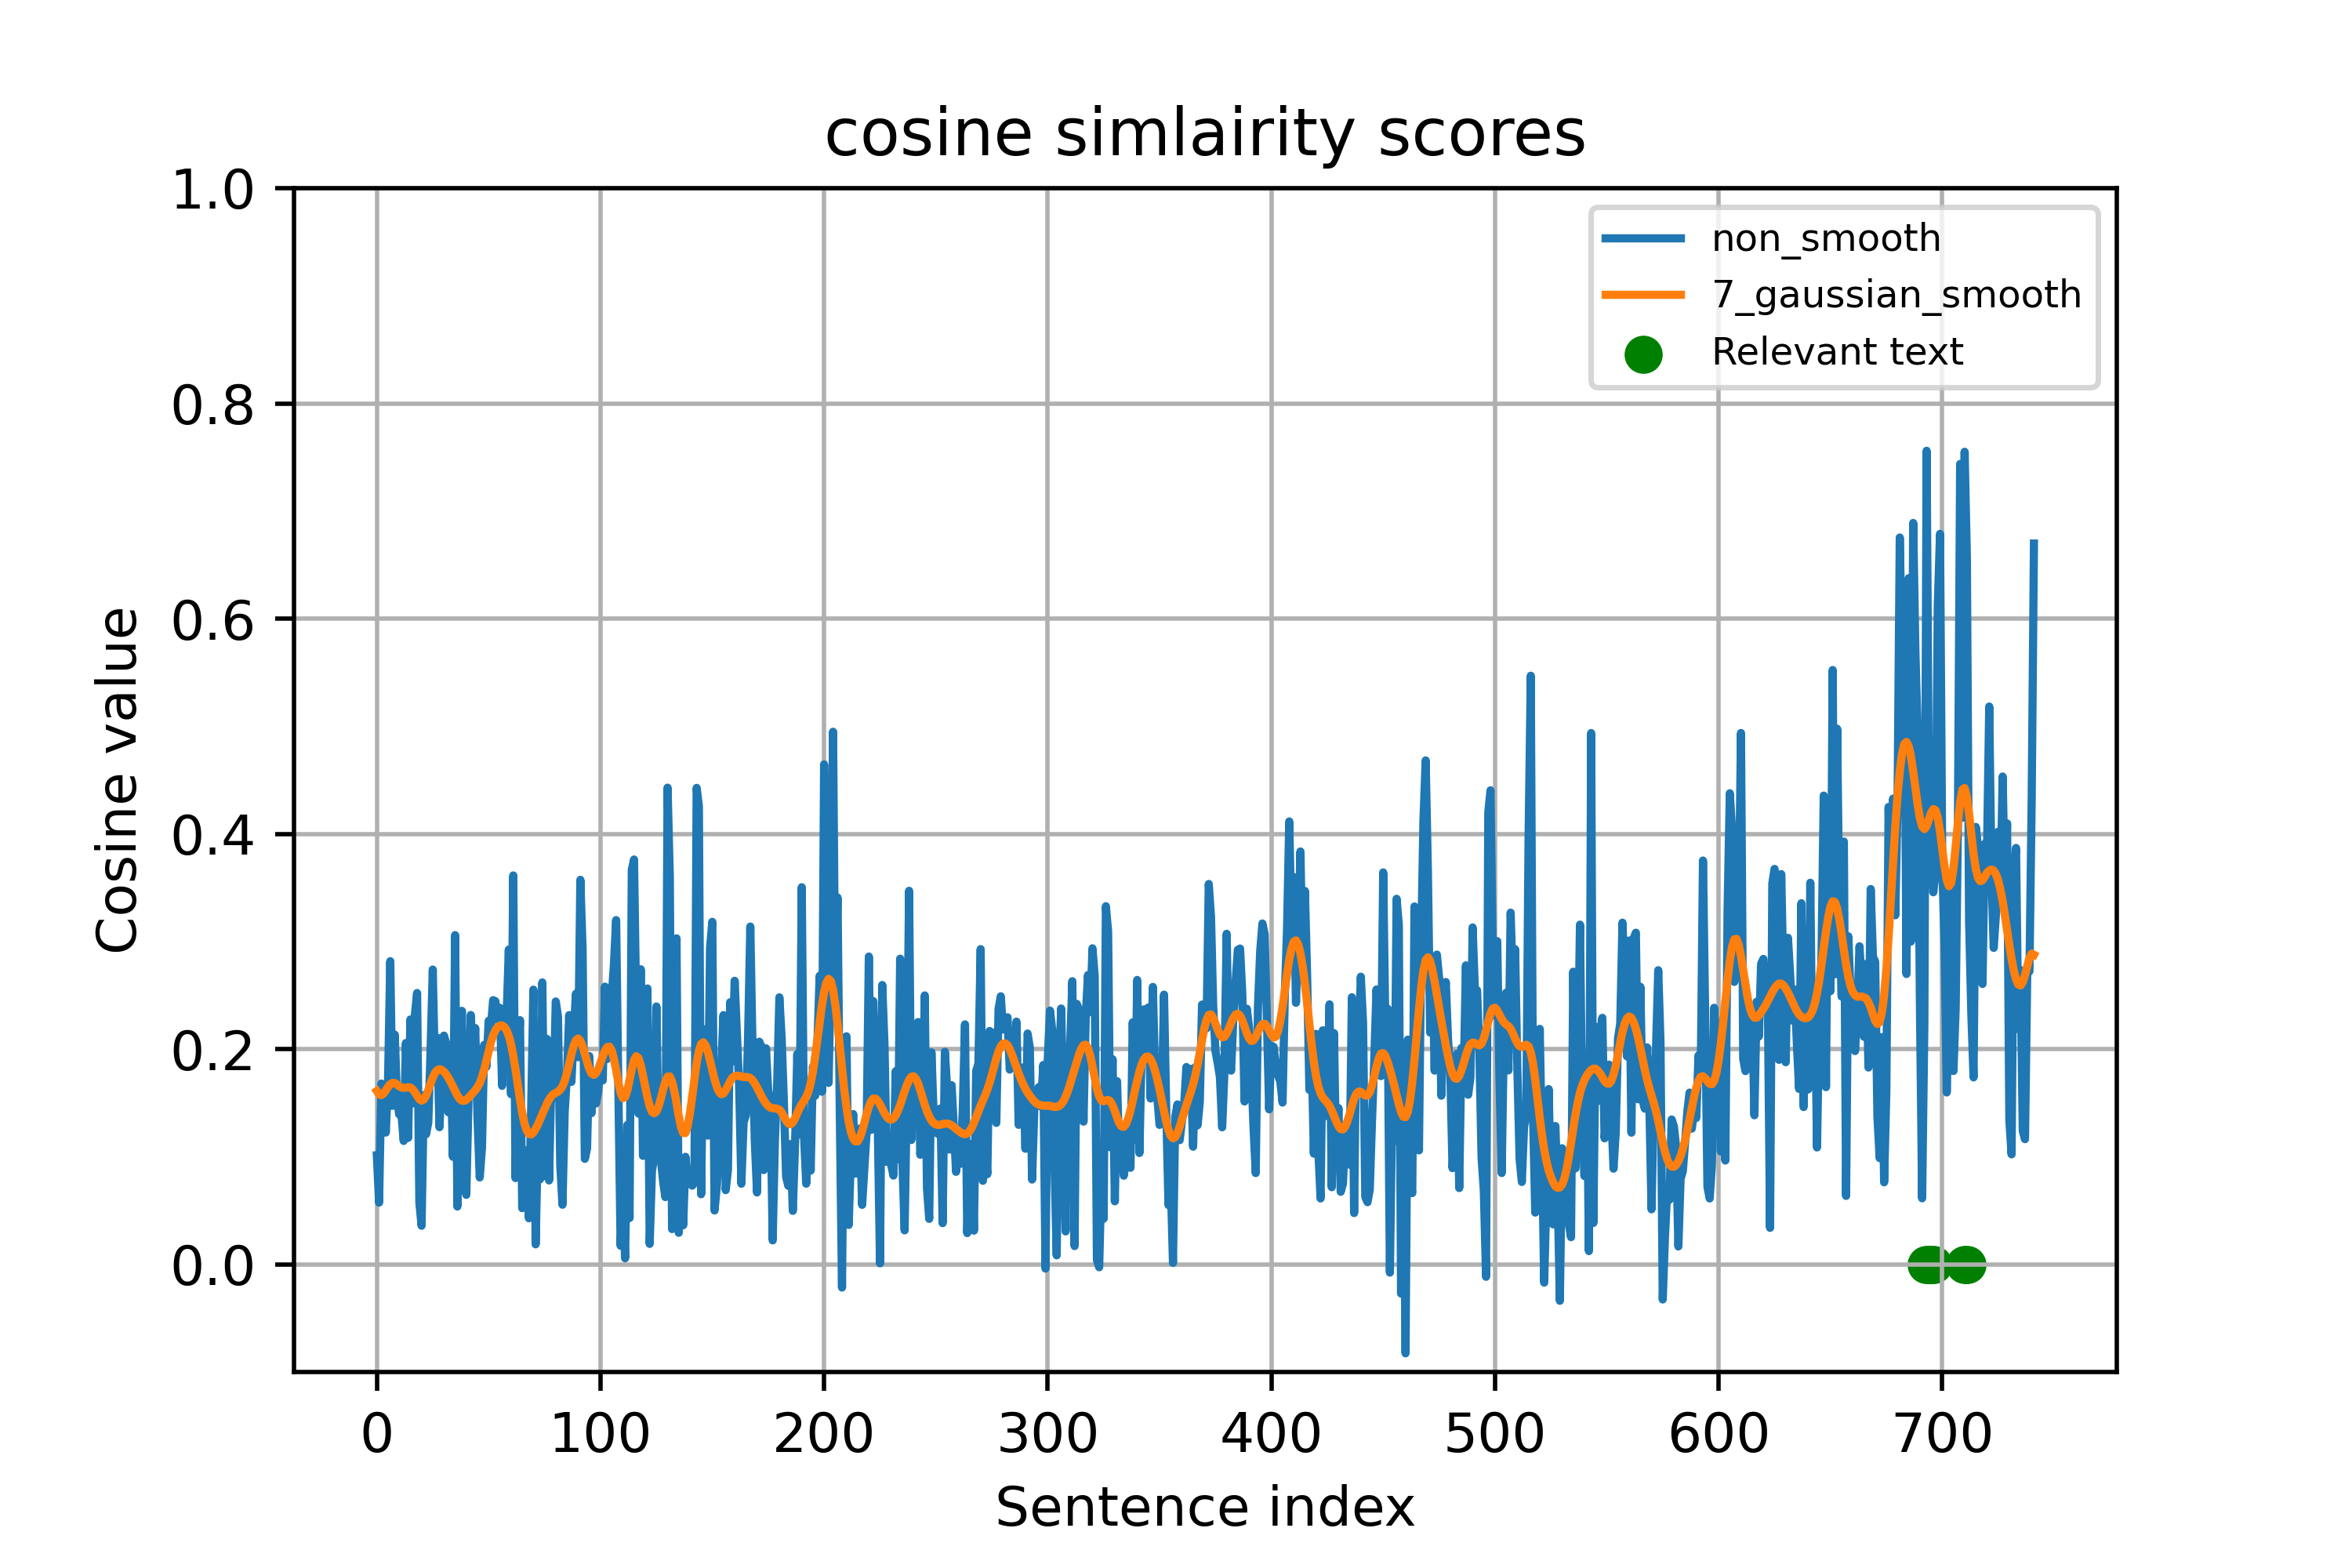 cosine simlairity scores
1.0
0.8
0.6
0.4
0.2
0.0
Cosine value
non_smooth
7_gaussian_smooth
Relevant text
0 100 200 300 400 500 600 700
Sentence index